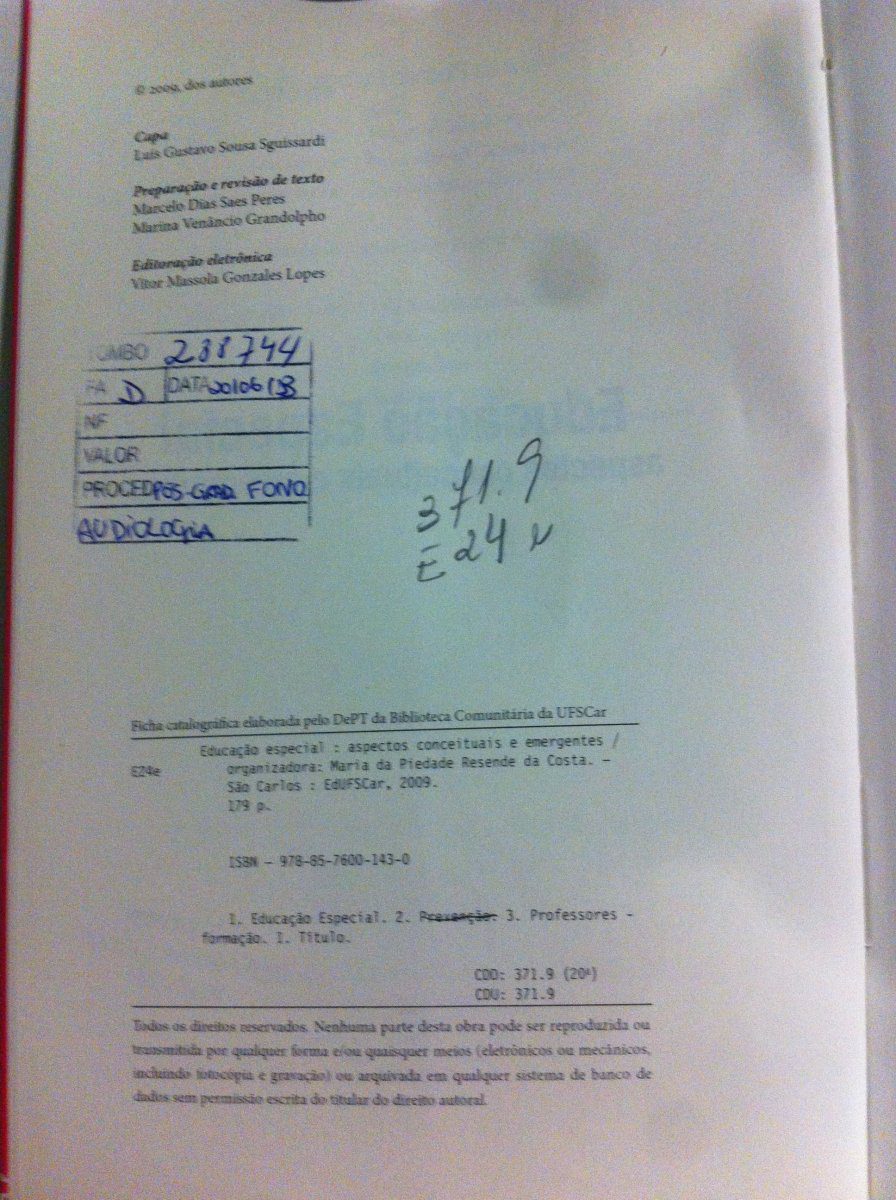 © 2009, dos autores
Capa
Luís Gustavo Sousa Sguissardi
Preparação e revisão de texto
Marcelo Dias Saes Peres
Marina Venâncio Grandolpho
Editoração eletrônica
Vitor Massola Gonzales Lopes
TOMBO 238744
FA D DATA 20/06/13
NF
VALOR
PROCED PÓS-GRAD. FONO
AUDIOLOGIA
371.9
E24
Ficha catalográfica elaborada pelo DePT da Biblioteca Comunitária da UFSCar
Educação especial : aspectos conceituais e emergentes /
E24e organizadora: Maria da Piedade Resende da Costa. –
São Carlos : EdUFSCar, 2009.
179 p.
ISBN – 978-85-7600-143-0
1. Educação Especial. 2. Prevenção. 3. Professores -
formação. I. Título.
CDD: 371.9 (20ª)
CDU: 371.9
Todos os direitos reservados. Nenhuma parte desta obra pode ser reproduzida ou
transmitida por qualquer forma e/ou quaisquer meios (eletrônicos ou mecânicos,
incluindo fotocópia e gravação) ou arquivada em qualquer sistema de banco de
dados sem permissão escrita do titular do direito autoral.